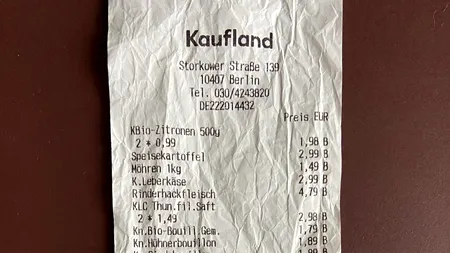 Kaufland
Storkower Straße 139
10407 Berlin
Tel. 030/4243820
DE222014432
Preis EUR
KBio-Zitronen 500g
2 * 0,99 1,98 B
Speisekartoffel 2,99 B
Möhren 1kg 1,49 B
K.Leberkäse 2,99 B
Rinderhackfleisch 4,79 B
KLC Thun.fil.Saft
2 * 1,49 2,98 B
Kn.Bio-Bouill.Gem. 1,79 B
Kn.Hühnerbouillon 1,89 B